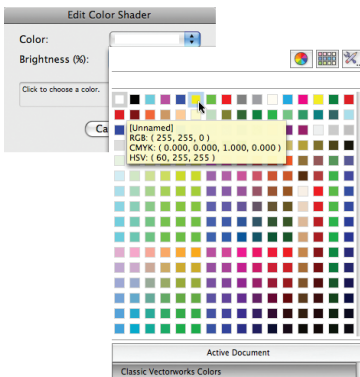 Edit Color Shader
Color:
Brightness (%):
Click to choose a color.
Ca
[Unnamed]
RGB: ( 255, 255, 0 )
CMYK: ( 0.000, 0.000, 1.000, 0.000 )
HSV: ( 60, 255, 255 )
Active Document
Classic Vectorworks Colors